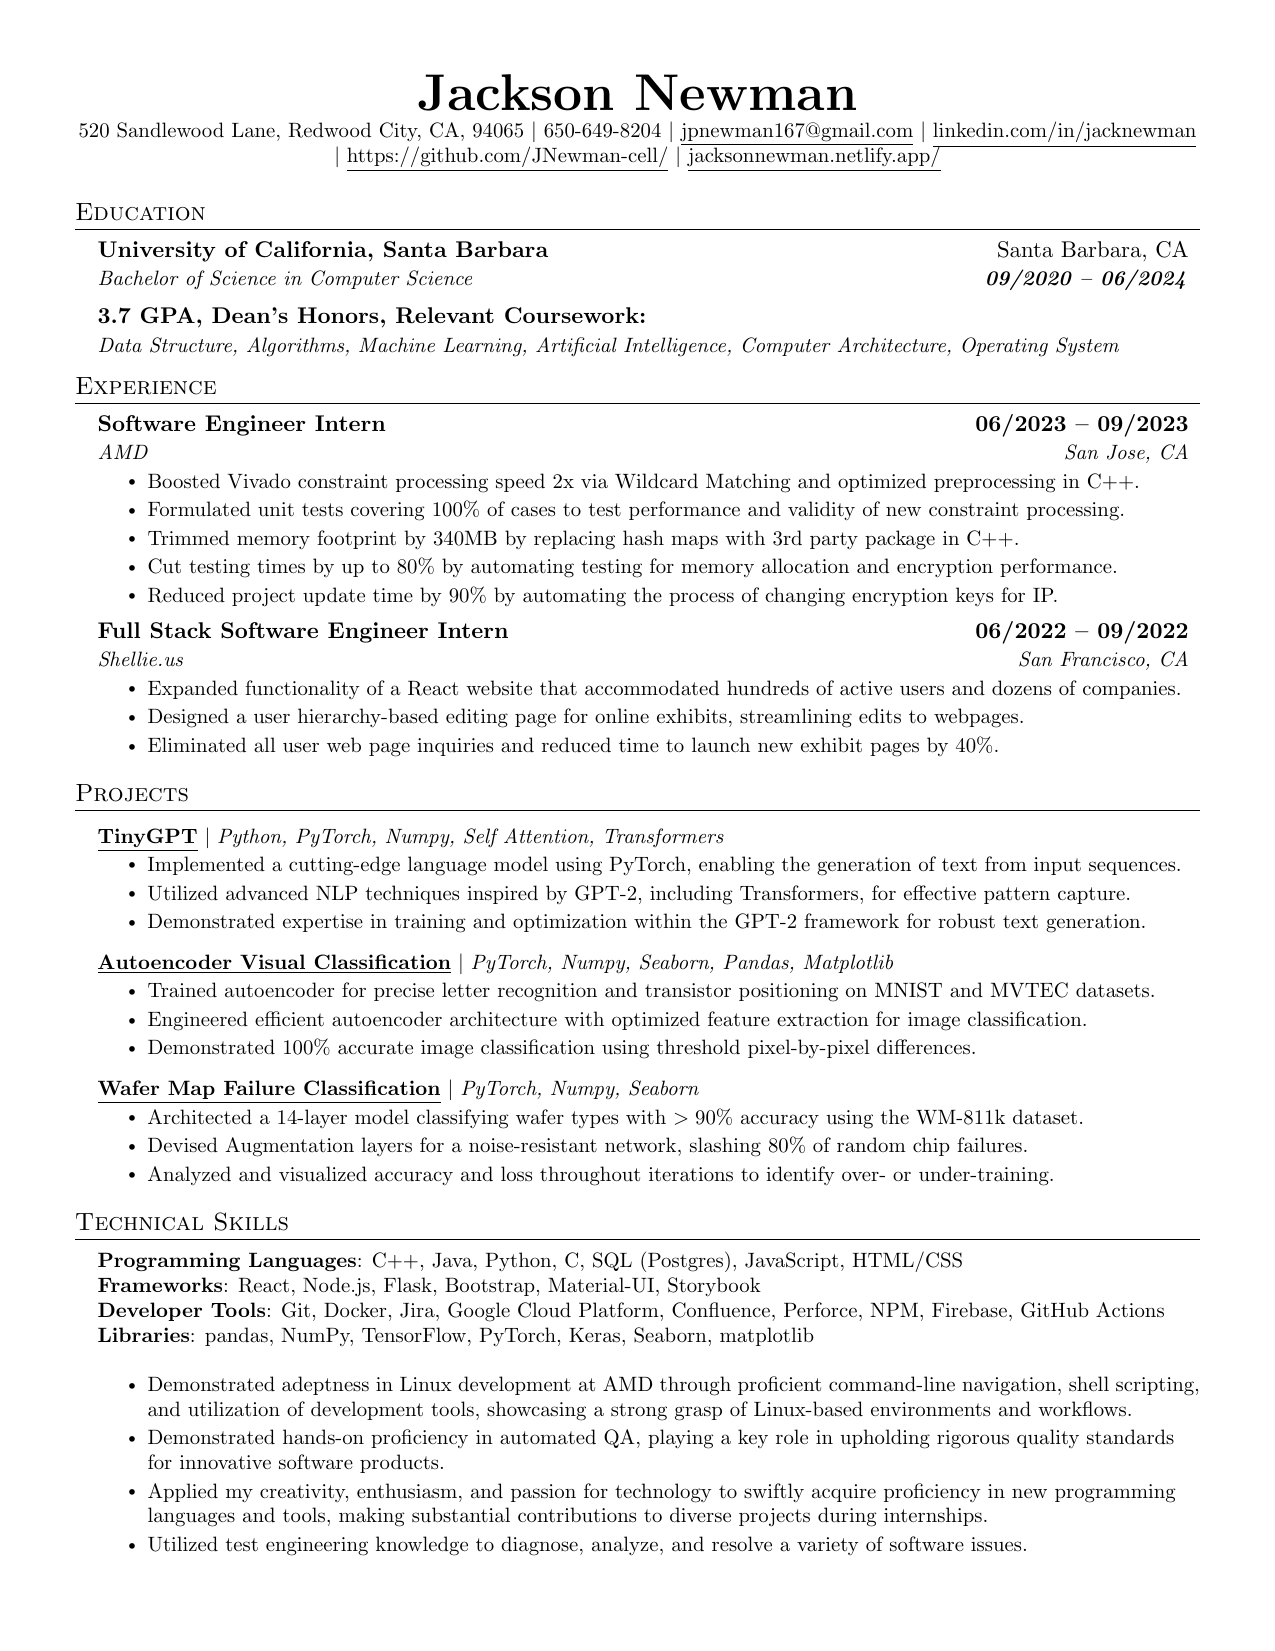 Jackson Newman
520 Sandlewood Lane, Redwood City, CA, 94065 | 650-649-8204 | jpnewman167@gmail.com | linkedin.com/in/jacknewman
| https://github.com/JNewman-cell/ | jacksonnewman.netlify.app/
Education
University of California, Santa Barbara Santa Barbara, CA
Bachelor of Science in Computer Science 09/2020 – 06/2024
3.7 GPA, Dean's Honors, Relevant Coursework:
Data Structure, Algorithms, Machine Learning, Artificial Intelligence, Computer Architecture, Operating System
Experience
Software Engineer Intern 06/2023 – 09/2023
AMD San Jose, CA
• Boosted Vivado constraint processing speed 2x via Wildcard Matching and optimized preprocessing in C++.
• Formulated unit tests covering 100% of cases to test performance and validity of new constraint processing.
• Trimmed memory footprint by 340MB by replacing hash maps with 3rd party package in C++.
• Cut testing times by up to 80% by automating testing for memory allocation and encryption performance.
• Reduced project update time by 90% by automating the process of changing encryption keys for IP.
Full Stack Software Engineer Intern 06/2022 – 09/2022
Shellie.us San Francisco, CA
• Expanded functionality of a React website that accommodated hundreds of active users and dozens of companies.
• Designed a user hierarchy-based editing page for online exhibits, streamlining edits to webpages.
• Eliminated all user web page inquiries and reduced time to launch new exhibit pages by 40%.
Projects
TinyGPT | Python, PyTorch, Numpy, Self Attention, Transformers
• Implemented a cutting-edge language model using PyTorch, enabling the generation of text from input sequences.
• Utilized advanced NLP techniques inspired by GPT-2, including Transformers, for effective pattern capture.
• Demonstrated expertise in training and optimization within the GPT-2 framework for robust text generation.
Autoencoder Visual Classification | PyTorch, Numpy, Seaborn, Pandas, Matplotlib
• Trained autoencoder for precise letter recognition and transistor positioning on MNIST and MVTEC datasets.
• Engineered efficient autoencoder architecture with optimized feature extraction for image classification.
• Demonstrated 100% accurate image classification using threshold pixel-by-pixel differences.
Wafer Map Failure Classification | PyTorch, Numpy, Seaborn
• Architected a 14-layer model classifying wafer types with > 90% accuracy using the WM-811k dataset.
• Devised Augmentation layers for a noise-resistant network, slashing 80% of random chip failures.
• Analyzed and visualized accuracy and loss throughout iterations to identify over- or under-training.
Technical Skills
Programming Languages: C++, Java, Python, C, SQL (Postgres), JavaScript, HTML/CSS
Frameworks: React, Node.js, Flask, Bootstrap, Material-UI, Storybook
Developer Tools: Git, Docker, Jira, Google Cloud Platform, Confluence, Perforce, NPM, Firebase, GitHub Actions
Libraries: pandas, NumPy, TensorFlow, PyTorch, Keras, Seaborn, matplotlib
• Demonstrated adeptness in Linux development at AMD through proficient command-line navigation, shell scripting,
and utilization of development tools, showcasing a strong grasp of Linux-based environments and workflows.
• Demonstrated hands-on proficiency in automated QA, playing a key role in upholding rigorous quality standards
for innovative software products.
• Applied my creativity, enthusiasm, and passion for technology to swiftly acquire proficiency in new programming
languages and tools, making substantial contributions to diverse projects during internships.
• Utilized test engineering knowledge to diagnose, analyze, and resolve a variety of software issues.